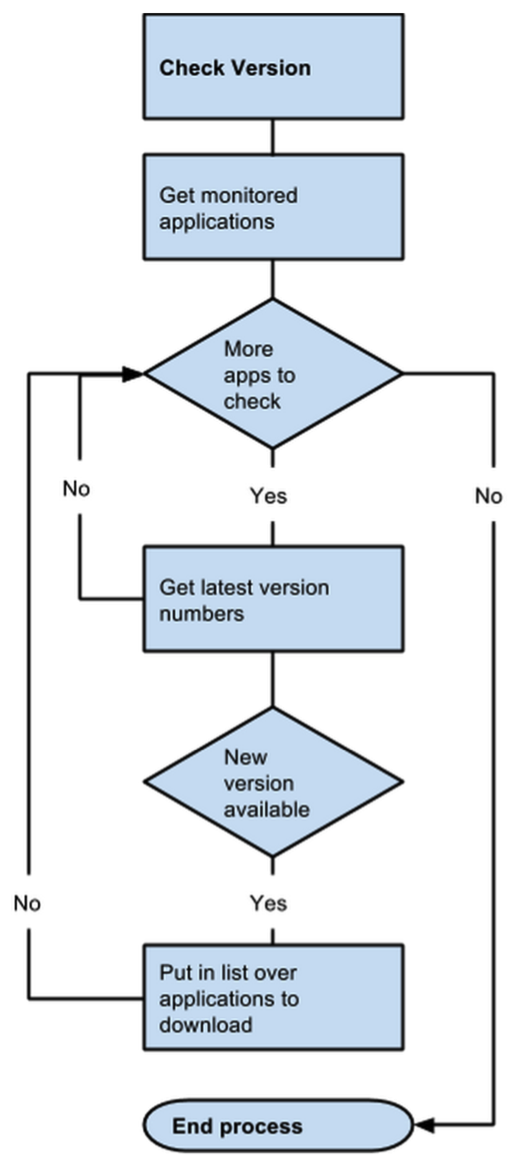 Check Version
Get monitored
applications
More
apps to
check
No
Yes
No
Get latest version
numbers
New
version
available
No
Yes
Put in list over
applications to
download
End process